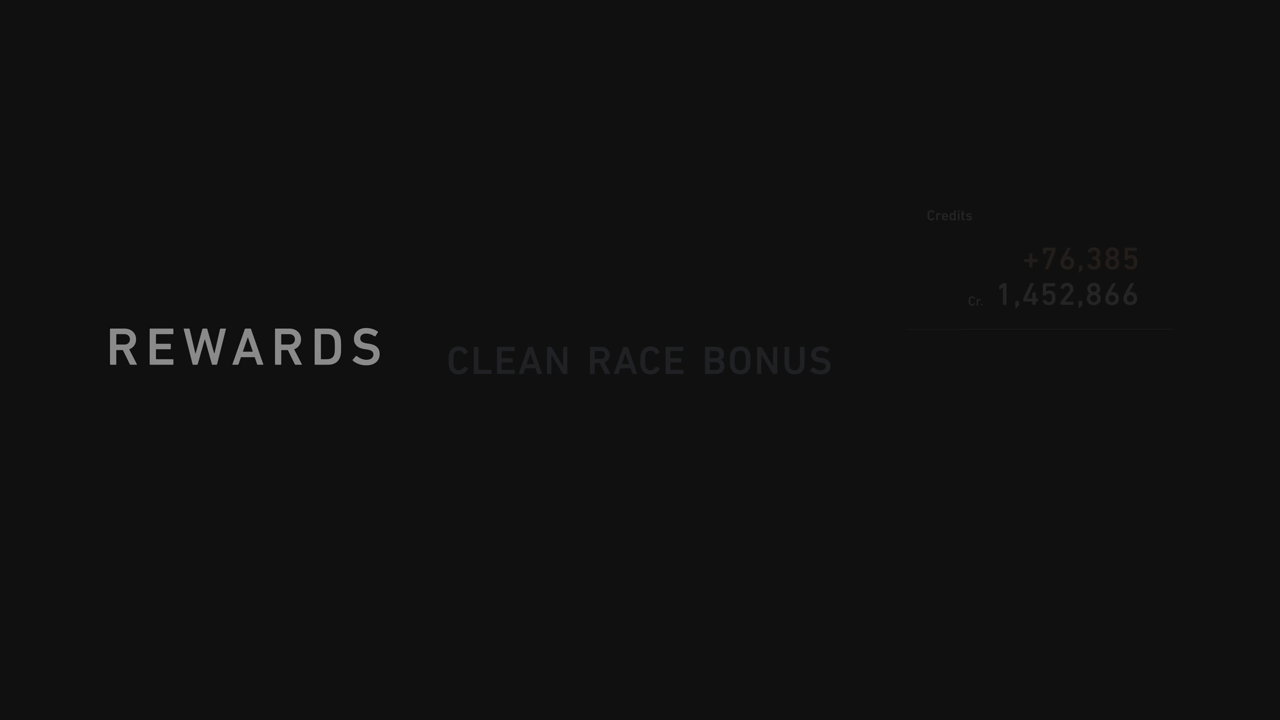 REWARDS
CLEAN RACE BONUS
Credits
+76,385
Cr. 1,452,866